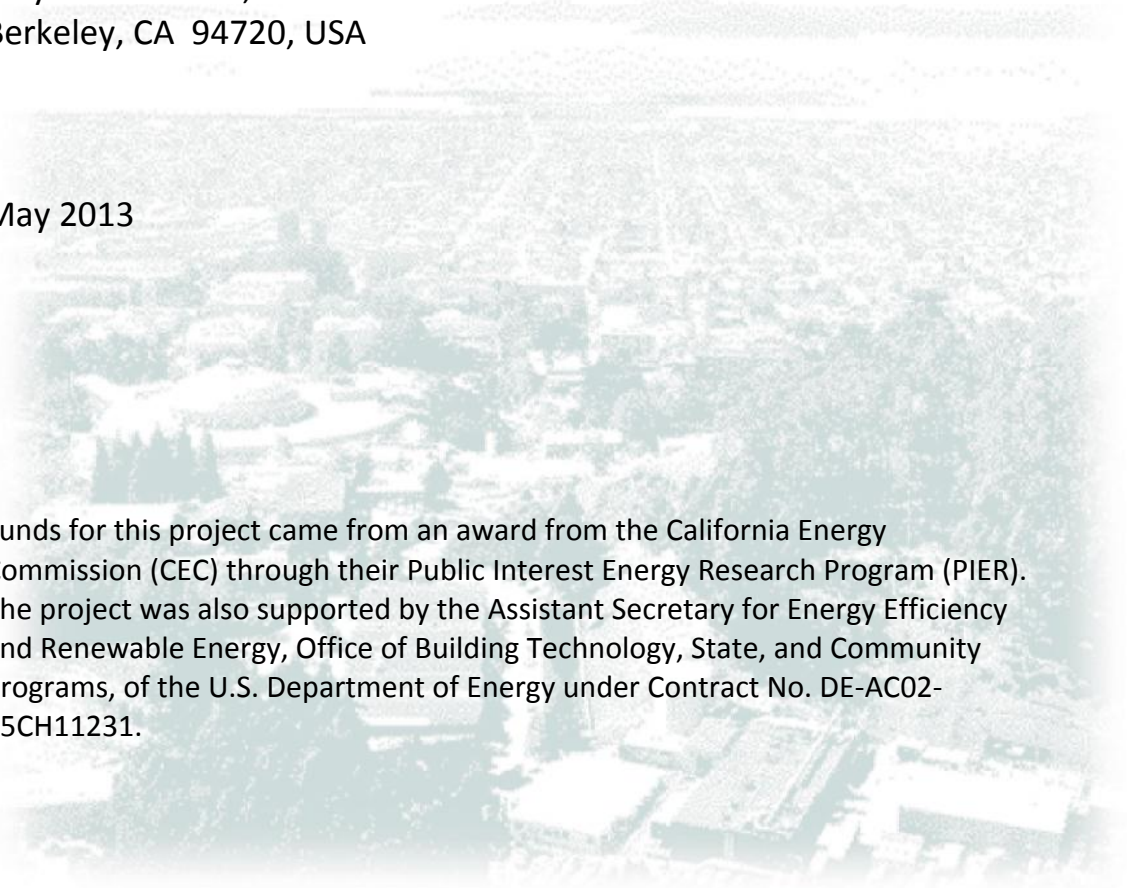 erkeley, CA 94720, USA
May 2013
unds for this project came from an award from the California Energy
ommission (CEC) through their Public Interest Energy Research Program (PIER).
he project was also supported by the Assistant Secretary for Energy Efficiency
nd Renewable Energy, Office of Building Technology, State, and Community
rograms, of the U.S. Department of Energy under Contract No. DE-AC02-
5CH11231.